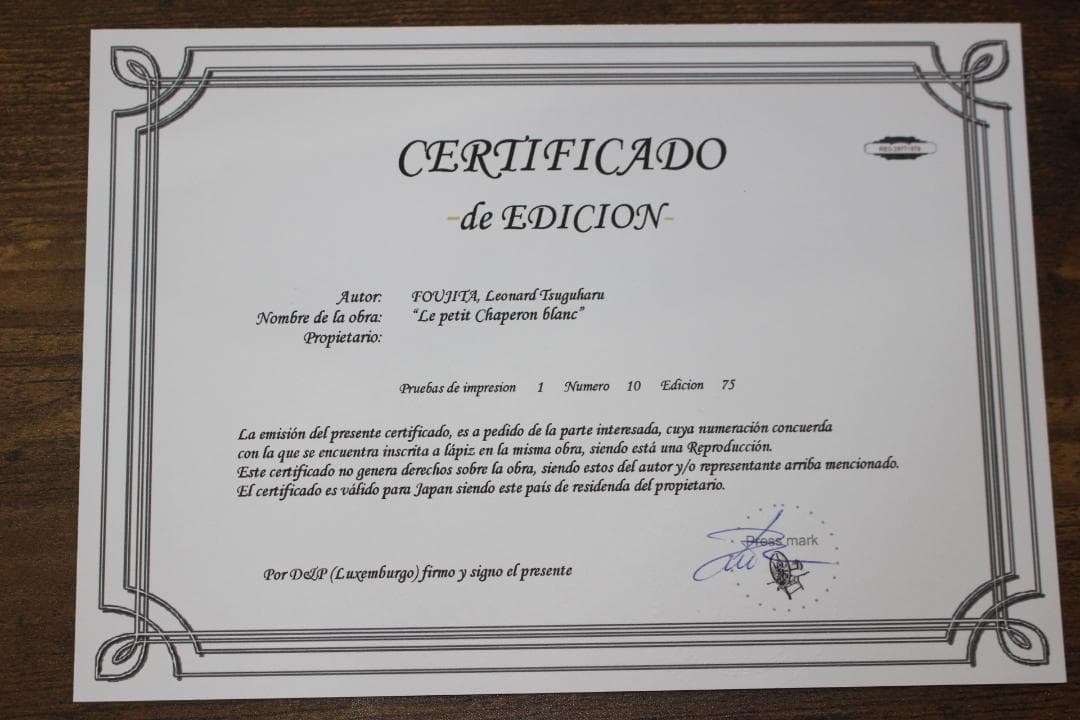 CERTIFICADO
-de EDICION-
Autor: FOUJITA, Leonard Tsuguharu
Nombre de la obra: "Le petit Chaperon blanc"
Propietario:
Pruebas de impresion 1 Numero 10 Edicion 75
La emisión del presente certificado, es a pedido de la parte interesada, cuya numeración concuerda
con la que se encuentra inscrita a lápiz en la misma obra, siendo está una Reproducción.
Este certificado no genera derechos sobre la obra, siendo estos del autor y/o representante arriba mencionado.
El certificado es válido para Japan siendo este país de residenda del propietario.
Press mark
Por D&P (Luxemburgo) firmo y signo el presente